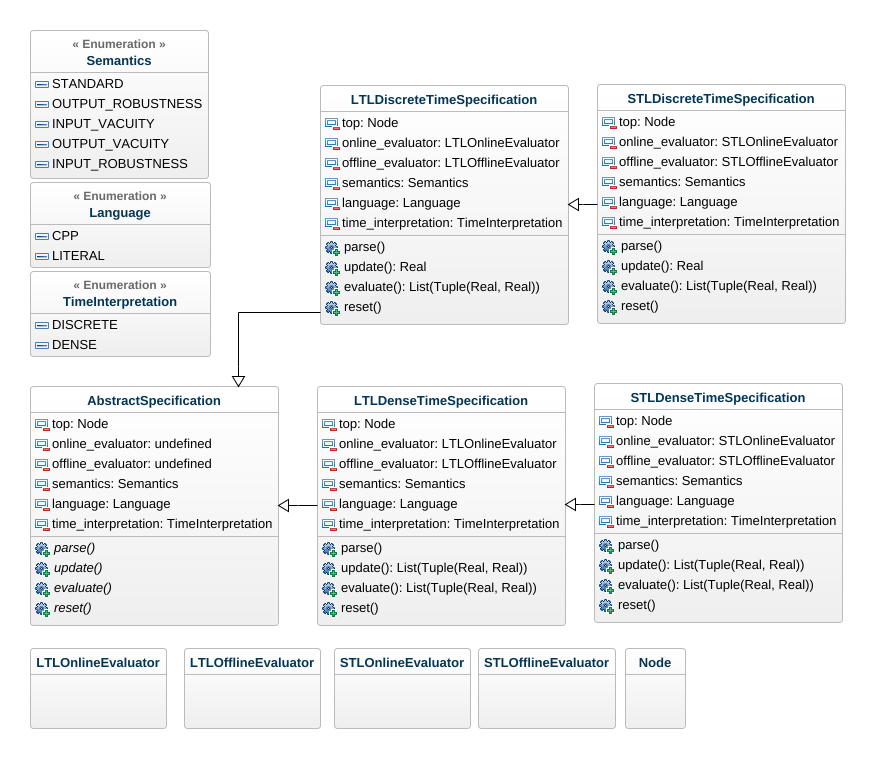 « Enumeration »
Semantics
STANDARD
OUTPUT_ROBUSTNESS
INPUT_VACUITY
OUTPUT_VACUITY
INPUT_ROBUSTNESS
« Enumeration »
Language
CPP
LITERAL
« Enumeration »
TimeInterpretation
DISCRETE
DENSE
LTLDiscreteTimeSpecification
top: Node
online_evaluator: LTLOnlineEvaluator
offline_evaluator: LTLOfflineEvaluator
semantics: Semantics
language: Language
time_interpretation: TimeInterpretation
parse()
update(): Real
evaluate(): List(Tuple(Real, Real))
reset()
STLDiscreteTimeSpecification
top: Node
online_evaluator: STLOnlineEvaluator
offline_evaluator: STLOfflineEvaluator
semantics: Semantics
language: Language
time_interpretation: TimeInterpretation
parse()
update(): Real
evaluate(): List(Tuple(Real, Real))
reset()
AbstractSpecification
top: Node
online_evaluator: undefined
offline_evaluator: undefined
semantics: Semantics
language: Language
time_interpretation: TimeInterpretation
parse()
update()
evaluate()
reset()
LTLDenseTimeSpecification
top: Node
online_evaluator: LTLOnlineEvaluator
offline_evaluator: LTLOfflineEvaluator
semantics: Semantics
language: Language
time_interpretation: TimeInterpretation
parse()
update(): List(Tuple(Real, Real))
evaluate(): List(Tuple(Real, Real))
reset()
STLDenseTimeSpecification
top: Node
online_evaluator: STLOnlineEvaluator
offline_evaluator: STLOfflineEvaluator
semantics: Semantics
language: Language
time_interpretation: TimeInterpretation
parse()
update(): List(Tuple(Real, Real))
evaluate(): List(Tuple(Real, Real))
reset()
LTLOnlineEvaluator
LTLOfflineEvaluator
STLOnlineEvaluator
STLOfflineEvaluator
Node